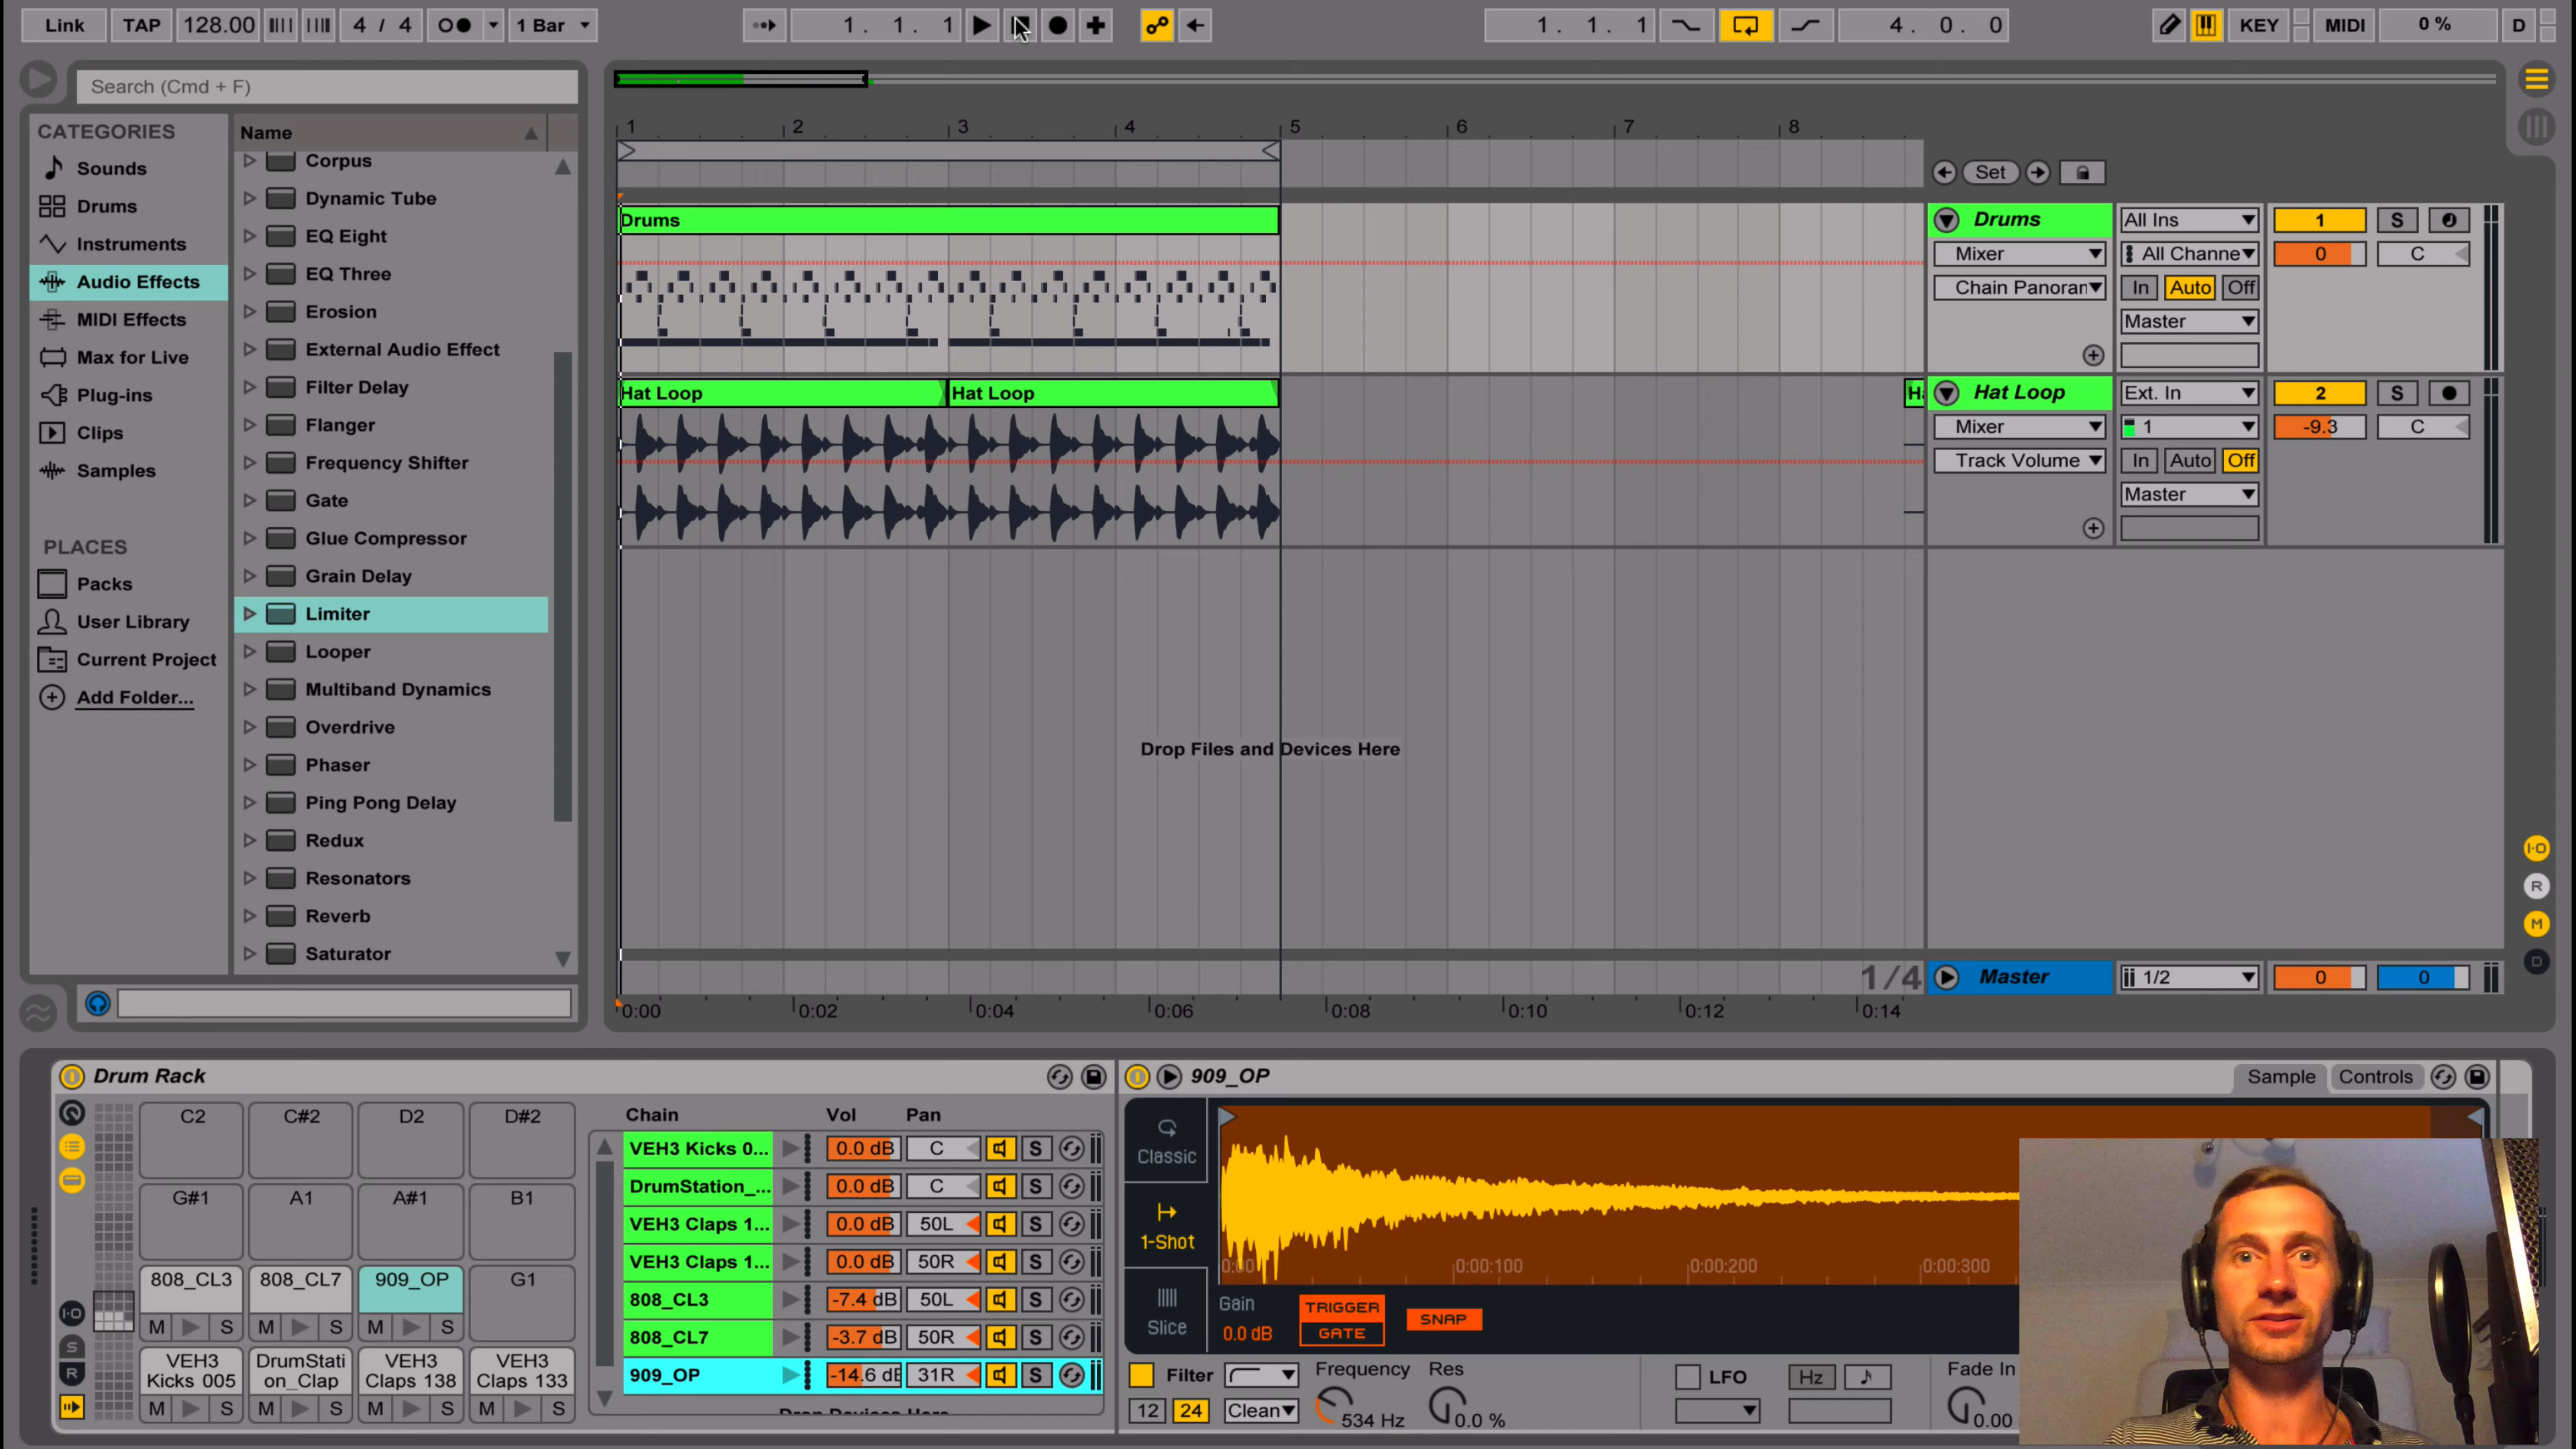 Link TAP 128.00 4 / 4 1 Bar 1. 1. 1 1. 1. 1 4. 0. 0 KEY MIDI 0 % D
Search (Cmd + F)
CATEGORIES
Sounds
Drums
Instruments
Audio Effects
MIDI Effects
Max for Live
Plug-ins
Clips
Samples
PLACES
Packs
User Library
Current Project
Add Folder...
Name
Corpus
Dynamic Tube
EQ Eight
EQ Three
Erosion
External Audio Effect
Filter Delay
Flanger
Frequency Shifter
Gate
Glue Compressor
Grain Delay
Limiter
Looper
Multiband Dynamics
Overdrive
Phaser
Ping Pong Delay
Redux
Resonators
Reverb
Saturator
1 2 3 4 5 6 7 8
Set
Drums
Hat Loop Hat Loop
Drop Files and Devices Here
1/4
0:00 0:02 0:04 0:06 0:08 0:10 0:12 0:14
Drums All Ins 1 S
Mixer All Channe 0 C
Chain Panoran In Auto Off
Master
Hat Loop Ext. In 2 S
Mixer 1 -9.3 C
Track Volume In Auto Off
Master
Master 1/2 0 0
I·O
R
M
D
Drum Rack
C2 C#2 D2 D#2
G#1 A1 A#1 B1
808_CL3 808_CL7 909_OP G1
M S M S M S
VEH3 Kicks 005 DrumStati on_Clap VEH3 Claps 138 VEH3 Claps 133
M S M S M S M S
I·O
S
R
Chain Vol Pan
VEH3 Kicks 0... 0.0 dB C S
DrumStation_... 0.0 dB C S
VEH3 Claps 1... 0.0 dB 50L S
VEH3 Claps 1... 0.0 dB 50R S
808_CL3 -7.4 dB 50L S
808_CL7 -3.7 dB 50R S
909_OP -14.6 dB 31R S
Drop Devices Here
909_OP Sample Controls
Classic
1-Shot
Slice
0:00 0:00:100 0:00:200 0:00:300
Gain TRIGGER SNAP
0.0 dB GATE
Filter Frequency Res LFO Hz Fade In
12 24 Clean 534 Hz 0.0 % 0.00